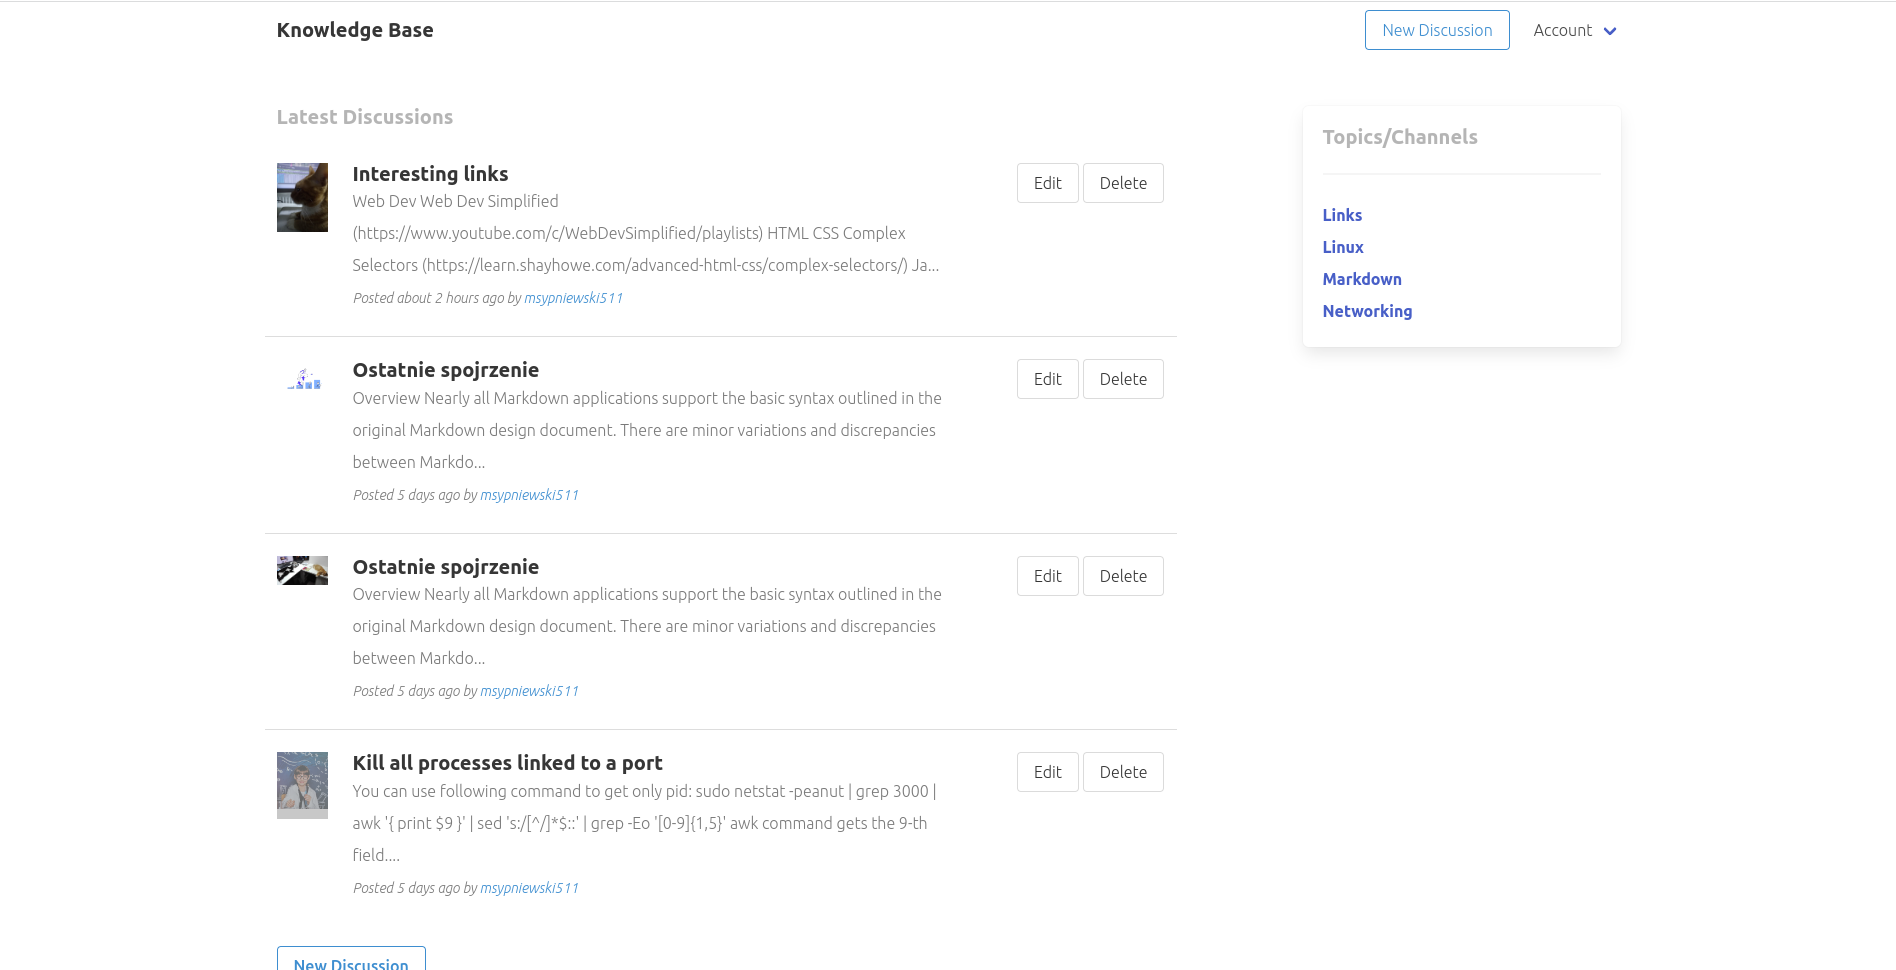 Knowledge Base
New Discussion
Account
Latest Discussions
Interesting links
Web Dev Web Dev Simplified
(https://www.youtube.com/c/WebDevSimplified/playlists) HTML CSS Complex
Selectors (https://learn.shayhowe.com/advanced-html-css/complex-selectors/) Ja...
Posted about 2 hours ago by msypniewski511
Edit
Delete
Ostatnie spojrzenie
Overview Nearly all Markdown applications support the basic syntax outlined in the
original Markdown design document. There are minor variations and discrepancies
between Markdo...
Posted 5 days ago by msypniewski511
Edit
Delete
Ostatnie spojrzenie
Overview Nearly all Markdown applications support the basic syntax outlined in the
original Markdown design document. There are minor variations and discrepancies
between Markdo...
Posted 5 days ago by msypniewski511
Edit
Delete
Kill all processes linked to a port
You can use following command to get only pid: sudo netstat -peanut | grep 3000 |
awk '{ print $9 }' | sed 's:/[^/]*$::' | grep -Eo '[0-9]{1,5}' awk command gets the 9-th
field....
Posted 5 days ago by msypniewski511
Edit
Delete
New Discussion
Topics/Channels
Links
Linux
Markdown
Networking